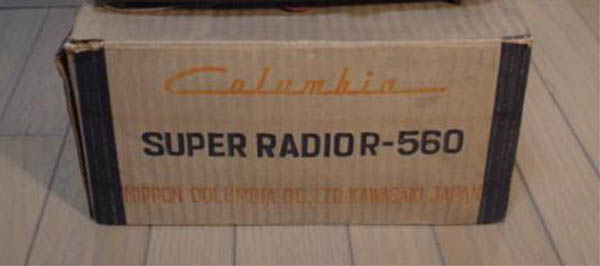 Columbia
SUPER RADIO R-560
NIPPON COLUMBIA CO., LTD. KAWASAKI, JAPAN